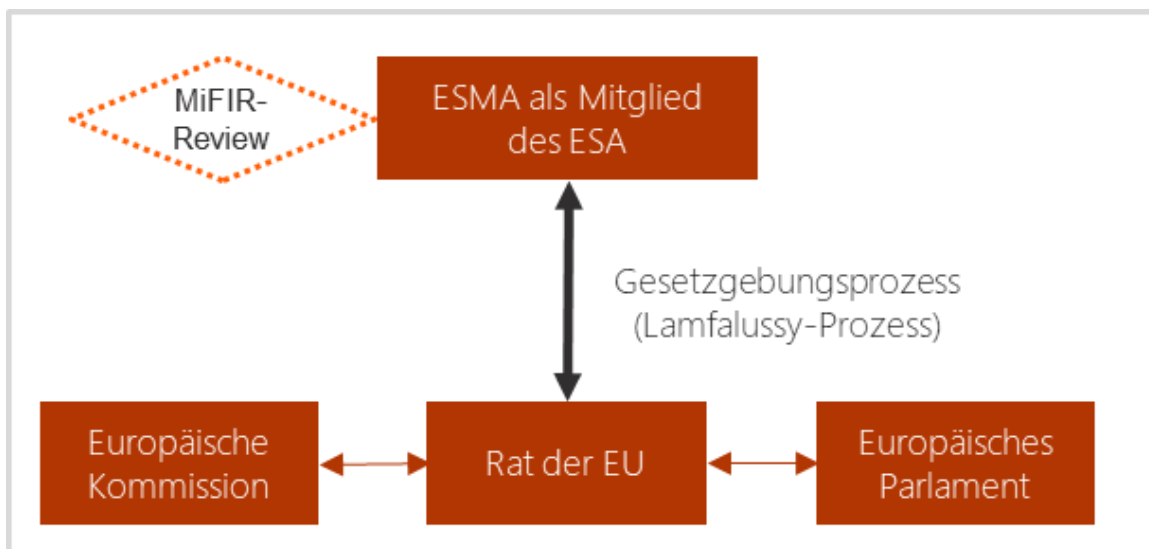 MiFIR-
Review
ESMA als Mitglied
des ESA
Gesetzgebungsprozess
(Lamfalussy-Prozess)
Europäische
Kommission
Rat der EU
Europäisches
Parlament